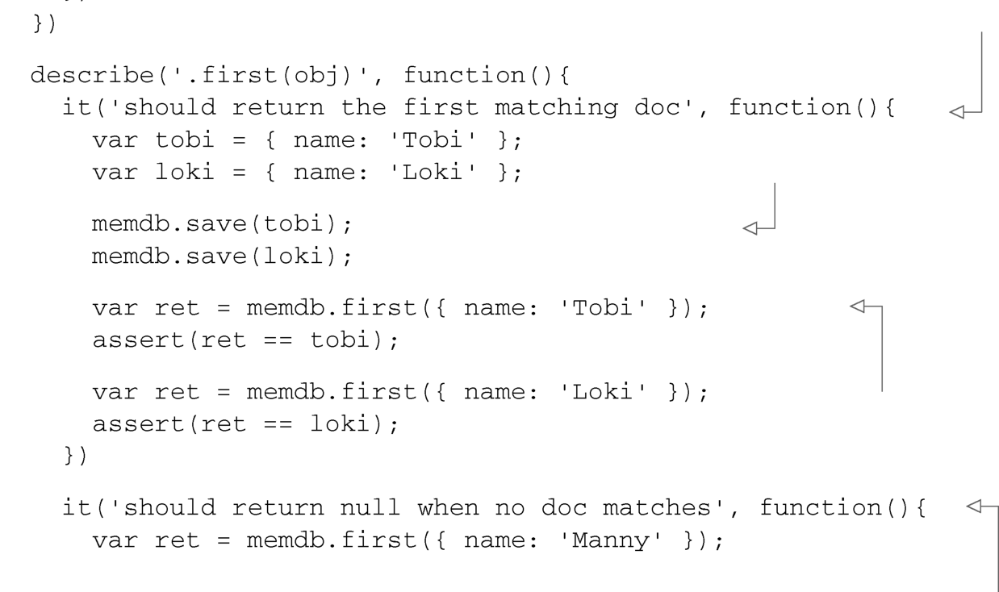 })
describe('.first(obj)', function(){
  it('should return the first matching doc', function(){
    var tobi = { name: 'Tobi' };
    var loki = { name: 'Loki' };
    memdb.save(tobi);
    memdb.save(loki);
    var ret = memdb.first({ name: 'Tobi' });
    assert(ret == tobi);
    var ret = memdb.first({ name: 'Loki' });
    assert(ret == loki);
  })
  it('should return null when no doc matches', function(){
    var ret = memdb.first({ name: 'Manny' });